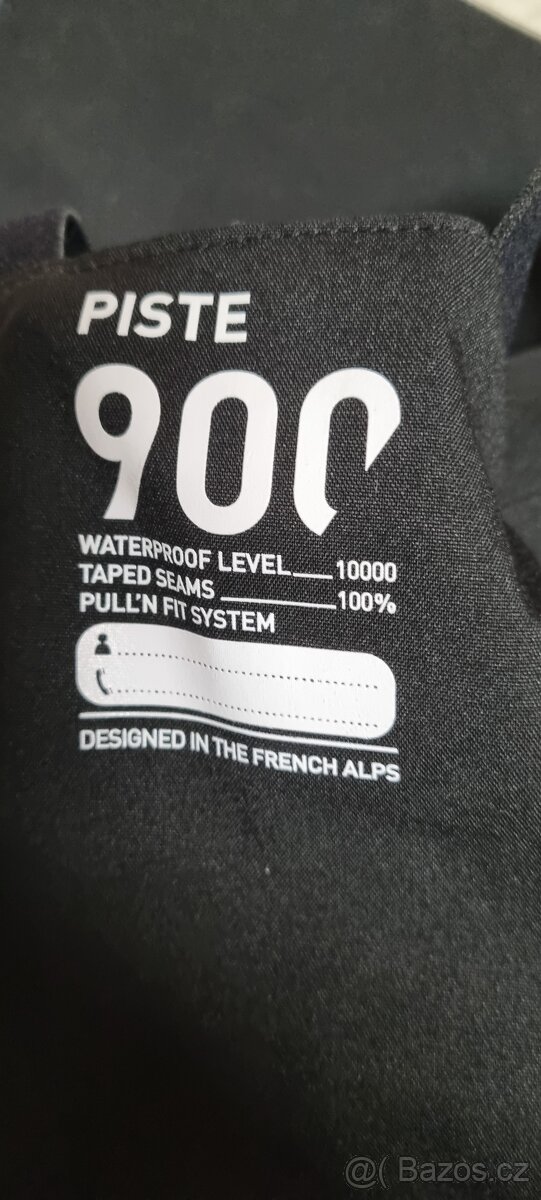 PISTE
900
WATERPROOF LEVEL 10000
TAPED SEAMS 100%
PULL'N FIT SYSTEM
DESIGNED IN THE FRENCH ALPS
@( Bazos.cz